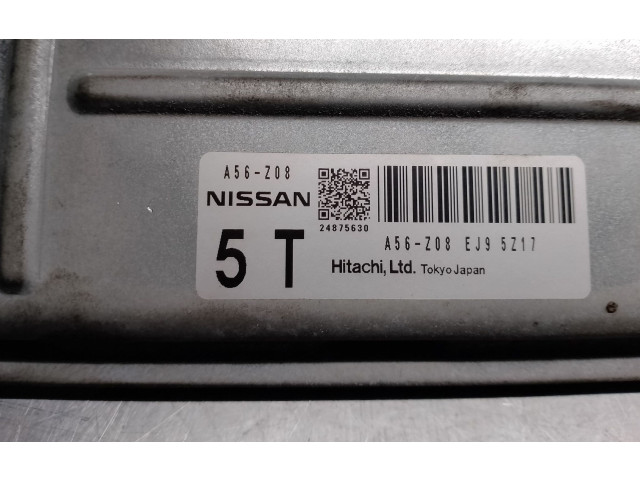 A56-Z08
NISSAN
24875630
5 T
A56-Z08 EJ9 5Z17
Hitachi, Ltd. Tokyo Japan